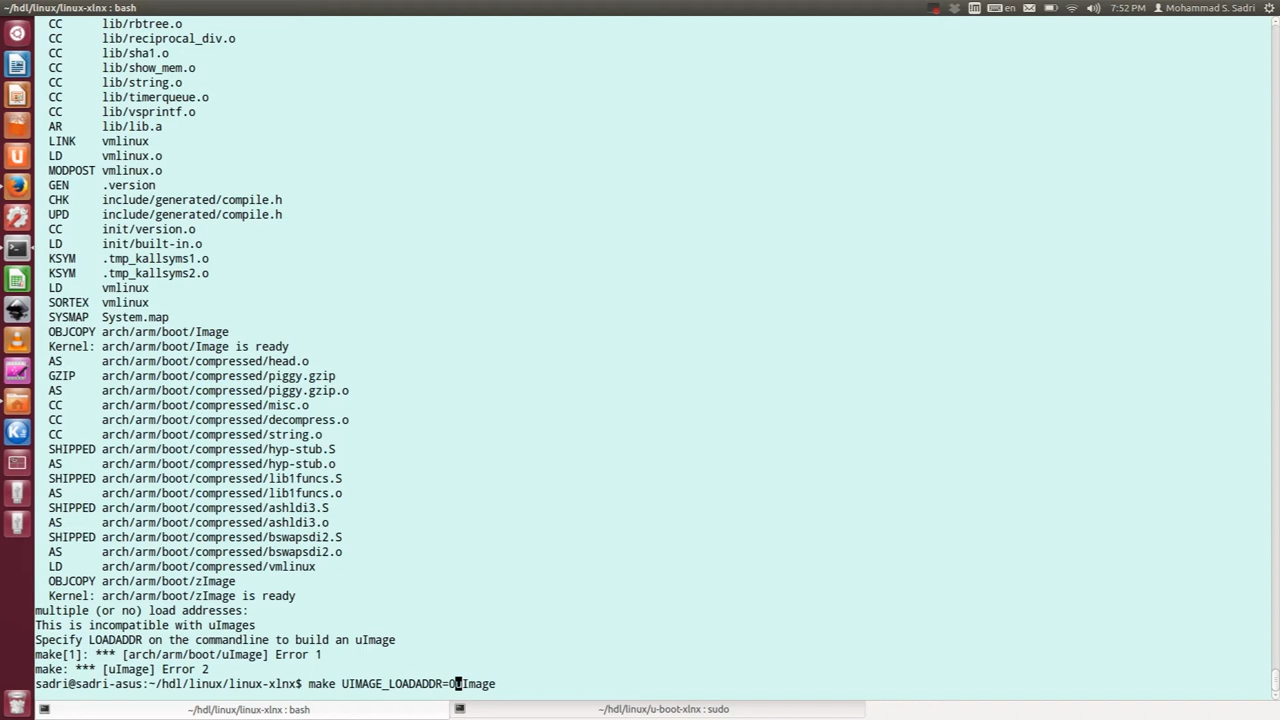 ~/hdl/linux/linux-xlnx : bash
en
7:52 PM
Mohammad S. Sadri
CC lib/rbtree.o
CC lib/reciprocal_div.o
CC lib/sha1.o
CC lib/show_mem.o
CC lib/string.o
CC lib/timerqueue.o
CC lib/vsprintf.o
AR lib/lib.a
LINK vmlinux
LD vmlinux.o
MODPOST vmlinux.o
GEN .version
CHK include/generated/compile.h
UPD include/generated/compile.h
CC init/version.o
LD init/built-in.o
KSYM .tmp_kallsyms1.o
KSYM .tmp_kallsyms2.o
LD vmlinux
SORTEX vmlinux
SYSMAP System.map
OBJCOPY arch/arm/boot/Image
Kernel: arch/arm/boot/Image is ready
AS arch/arm/boot/compressed/head.o
GZIP arch/arm/boot/compressed/piggy.gzip
AS arch/arm/boot/compressed/piggy.gzip.o
CC arch/arm/boot/compressed/misc.o
CC arch/arm/boot/compressed/decompress.o
CC arch/arm/boot/compressed/string.o
SHIPPED arch/arm/boot/compressed/hyp-stub.S
AS arch/arm/boot/compressed/hyp-stub.o
SHIPPED arch/arm/boot/compressed/lib1funcs.S
AS arch/arm/boot/compressed/lib1funcs.o
SHIPPED arch/arm/boot/compressed/ashldi3.S
AS arch/arm/boot/compressed/ashldi3.o
SHIPPED arch/arm/boot/compressed/bswapsdi2.S
AS arch/arm/boot/compressed/bswapsdi2.o
LD arch/arm/boot/compressed/vmlinux
OBJCOPY arch/arm/boot/zImage
Kernel: arch/arm/boot/zImage is ready
multiple (or no) load addresses:
This is incompatible with uImages
Specify LOADADDR on the commandline to build an uImage
make[1]: *** [arch/arm/boot/uImage] Error 1
make: *** [uImage] Error 2
sadri@sadri-asus:~/hdl/linux/linux-xlnx$ make UIMAGE_LOADADDR=0uImage
~/hdl/linux/linux-xlnx : bash
~/hdl/linux/u-boot-xlnx : sudo